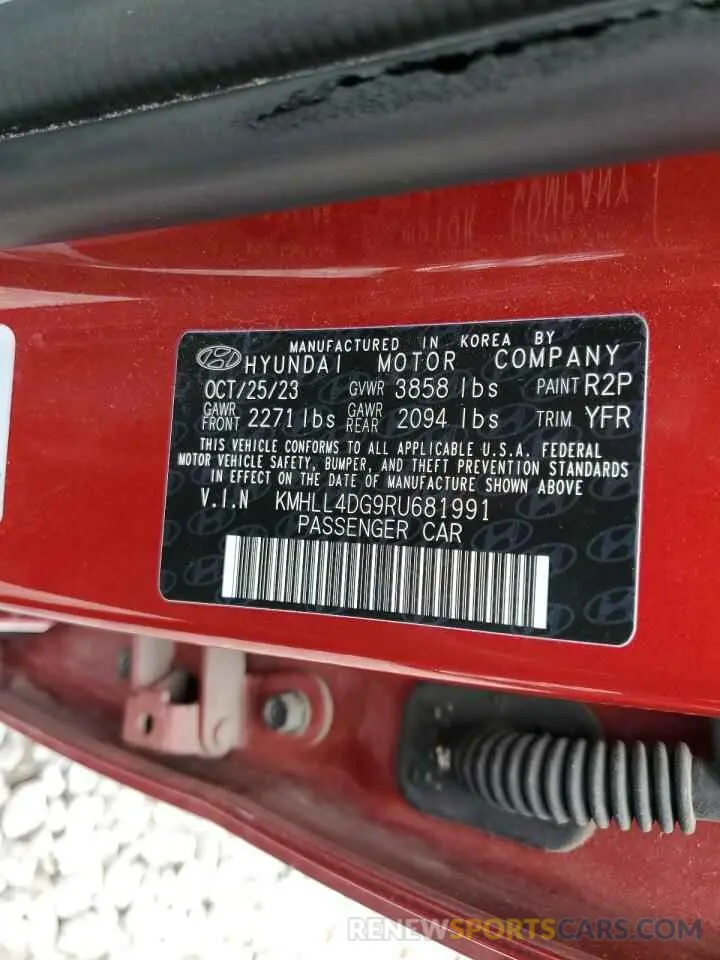 MANUFACTURED IN KOREA BY
HYUNDAI MOTOR COMPANY
OCT/25/23 GVWR 3858 lbs PAINT R2P
GAWR FRONT 2271 lbs GAWR REAR 2094 lbs TRIM YFR
THIS VEHICLE CONFORMS TO ALL APPLICABLE U.S.A. FEDERAL
MOTOR VEHICLE SAFETY, BUMPER, AND THEFT PREVENTION STANDARDS
IN EFFECT ON THE DATE OF MANUFACTURE SHOWN ABOVE
V.I.N KMHLL4DG9RU681991
PASSENGER CAR
RENEWSPORTSCARS.COM